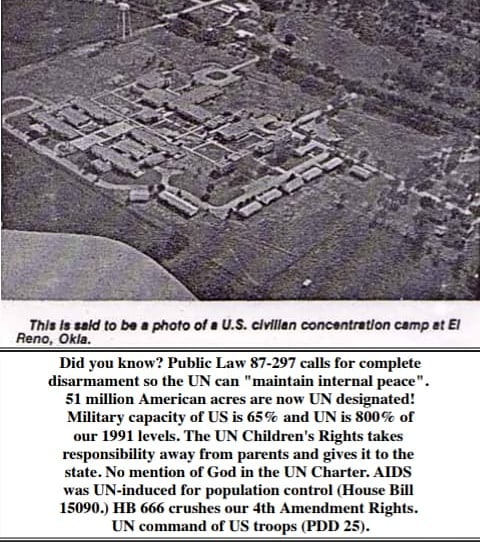 This is said to be a photo of a U.S. civilian concentration camp at El
Reno, Okla.
Did you know? Public Law 87-297 calls for complete
disarmament so the UN can "maintain internal peace".
51 million American acres are now UN designated!
Military capacity of US is 65% and UN is 800% of
our 1991 levels. The UN Children's Rights takes
responsibility away from parents and gives it to the
state. No mention of God in the UN Charter. AIDS
was UN-induced for population control (House Bill
15090.) HB 666 crushes our 4th Amendment Rights.
UN command of US troops (PDD 25).